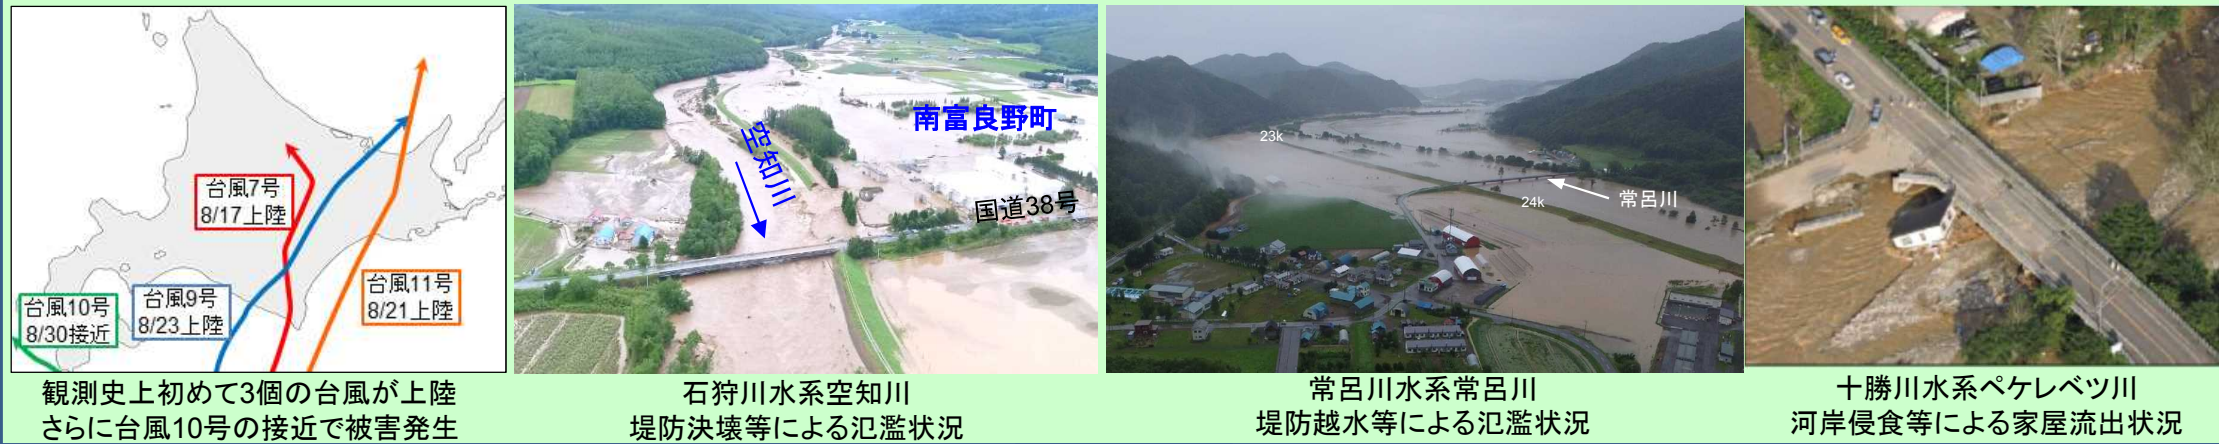 台風7号
8/17上陸
台風11号
8/21上陸
台風9号
8/23上陸
台風10号
8/30接近
観測史上初めて3個の台風が上陸
さらに台風10号の接近で被害発生
南富良野町
空知川
国道38号
石狩川水系空知川
堤防決壊等による氾濫状況
23k
24k
常呂川
常呂川水系常呂川
堤防越水等による氾濫状況
十勝川水系ペケレベツ川
河岸侵食等による家屋流出状況